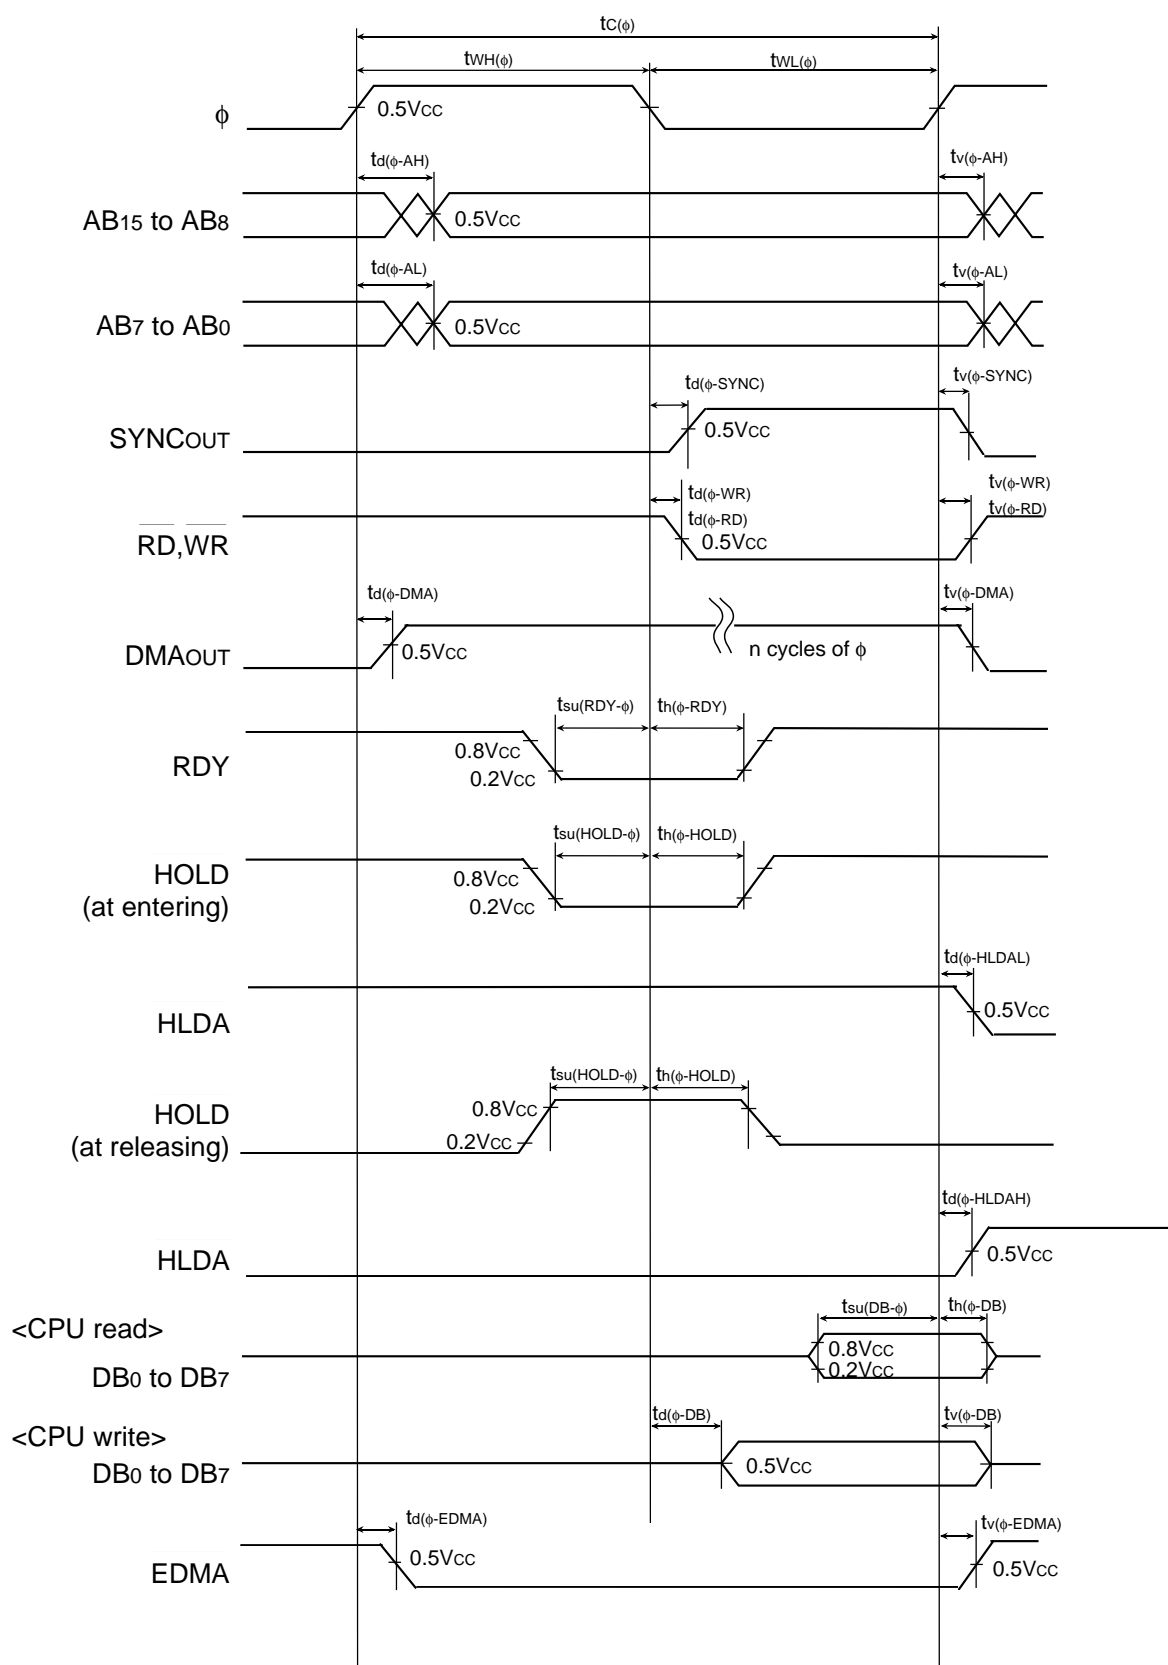 tC(ϕ)
tWH(ϕ) tWL(ϕ)
ϕ 0.5VCC
td(ϕ-AH) tv(ϕ-AH)
AB15 to AB8 0.5VCC
td(ϕ-AL) tv(ϕ-AL)
AB7 to AB0 0.5VCC
td(ϕ-SYNC) tv(ϕ-SYNC)
SYNCOUT 0.5VCC
td(ϕ-WR) tv(ϕ-WR)
td(ϕ-RD) tv(ϕ-RD)
RD,WR 0.5VCC
td(ϕ-DMA) tv(ϕ-DMA)
DMAOUT 0.5VCC n cycles of ϕ
tsu(RDY-ϕ) th(ϕ-RDY)
0.8VCC
RDY
0.2VCC
tsu(HOLD-ϕ) th(ϕ-HOLD)
HOLD 0.8VCC
(at entering) 0.2VCC
td(ϕ-HLDAL)
HLDA 0.5VCC
tsu(HOLD-ϕ) th(ϕ-HOLD)
HOLD 0.8VCC
(at releasing) 0.2VCC
td(ϕ-HLDAH)
HLDA 0.5VCC
tsu(DB-ϕ) th(ϕ-DB)
<CPU read>
0.8VCC
0.2VCC
DB0 to DB7
td(ϕ-DB) tv(ϕ-DB)
<CPU write>
DB0 to DB7 0.5VCC
td(ϕ-EDMA) tv(ϕ-EDMA)
EDMA 0.5VCC 0.5VCC